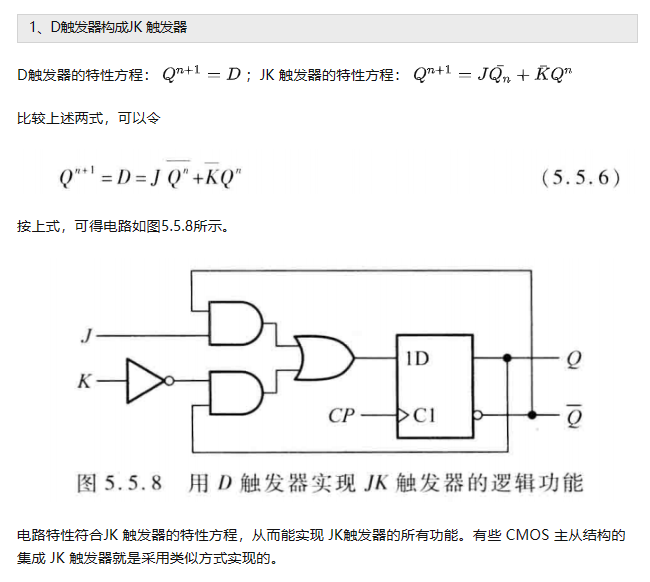 1、D触发器构成JK 触发器
D触发器的特性方程： Q^{n+1} = D ；JK 触发器的特性方程： Q^{n+1} = J\bar{Q_n} + \bar{K}Q^n
比较上述两式，可以令
Q^{n+1} = D = J \overline{Q^n} + \overline{K}Q^n (5.5.6)
按上式，可得电路如图5.5.8所示。
J
K
1D
Q
CP
C1
\overline{Q}
图 5.5.8 用 D 触发器实现 JK 触发器的逻辑功能
电路特性符合JK 触发器的特性方程，从而能实现 JK触发器的所有功能。有些 CMOS 主从结构的
集成 JK 触发器就是采用类似方式实现的。